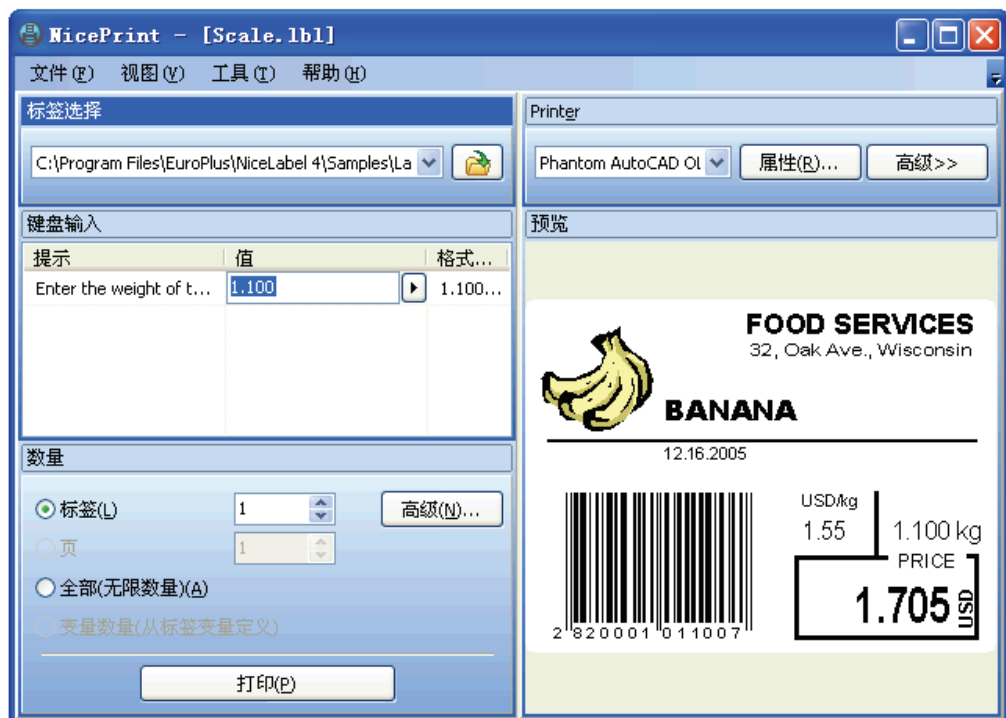 NicePrint - [Scale.lbl]
文件(F) 视图(V) 工具(T) 帮助(H)
标签选择
C:\Program Files\EuroPlus\NiceLabel 4\Samples\La
键盘输入
提示 值 格式...
Enter the weight of t... 1.100 1.100...
数量
标签(L) 1 高级(N)...
页 1
全部(无限数量)(A)
变量数量(从标签变量定义)
打印(P)
Printer
Phantom AutoCAD OL 属性(R)... 高级>>
预览
FOOD SERVICES
32, Oak Ave., Wisconsin
BANANA
12.16.2005
USD/kg
1.55 1.100 kg
PRICE
1.705 USD
2 820001 011007